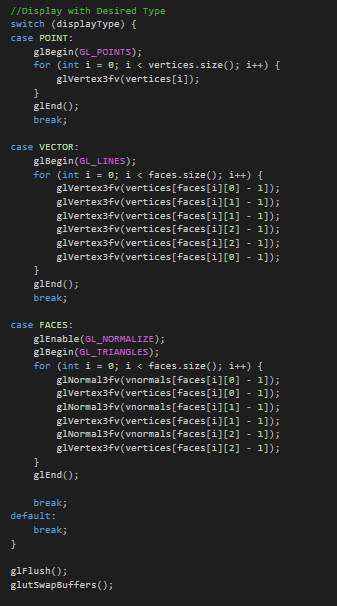 //Display with Desired Type
switch (displayType) {
case POINT:
    glBegin(GL_POINTS);
    for (int i = 0; i < vertices.size(); i++) {
        glVertex3fv(vertices[i]);
    }
    glEnd();
    break;

case VECTOR:
    glBegin(GL_LINES);
    for (int i = 0; i < faces.size(); i++) {
        glVertex3fv(vertices[faces[i][0] - 1]);
        glVertex3fv(vertices[faces[i][1] - 1]);
        glVertex3fv(vertices[faces[i][1] - 1]);
        glVertex3fv(vertices[faces[i][2] - 1]);
        glVertex3fv(vertices[faces[i][2] - 1]);
        glVertex3fv(vertices[faces[i][0] - 1]);
    }
    glEnd();
    break;

case FACES:
    glEnable(GL_NORMALIZE);
    glBegin(GL_TRIANGLES);
    for (int i = 0; i < faces.size(); i++) {
        glNormal3fv(vnormals[faces[i][0] - 1]);
        glVertex3fv(vertices[faces[i][0] - 1]);
        glNormal3fv(vnormals[faces[i][1] - 1]);
        glVertex3fv(vertices[faces[i][1] - 1]);
        glNormal3fv(vnormals[faces[i][2] - 1]);
        glVertex3fv(vertices[faces[i][2] - 1]);
    }
    glEnd();

    break;
default:
    break;
}

glFlush();
glutSwapBuffers();